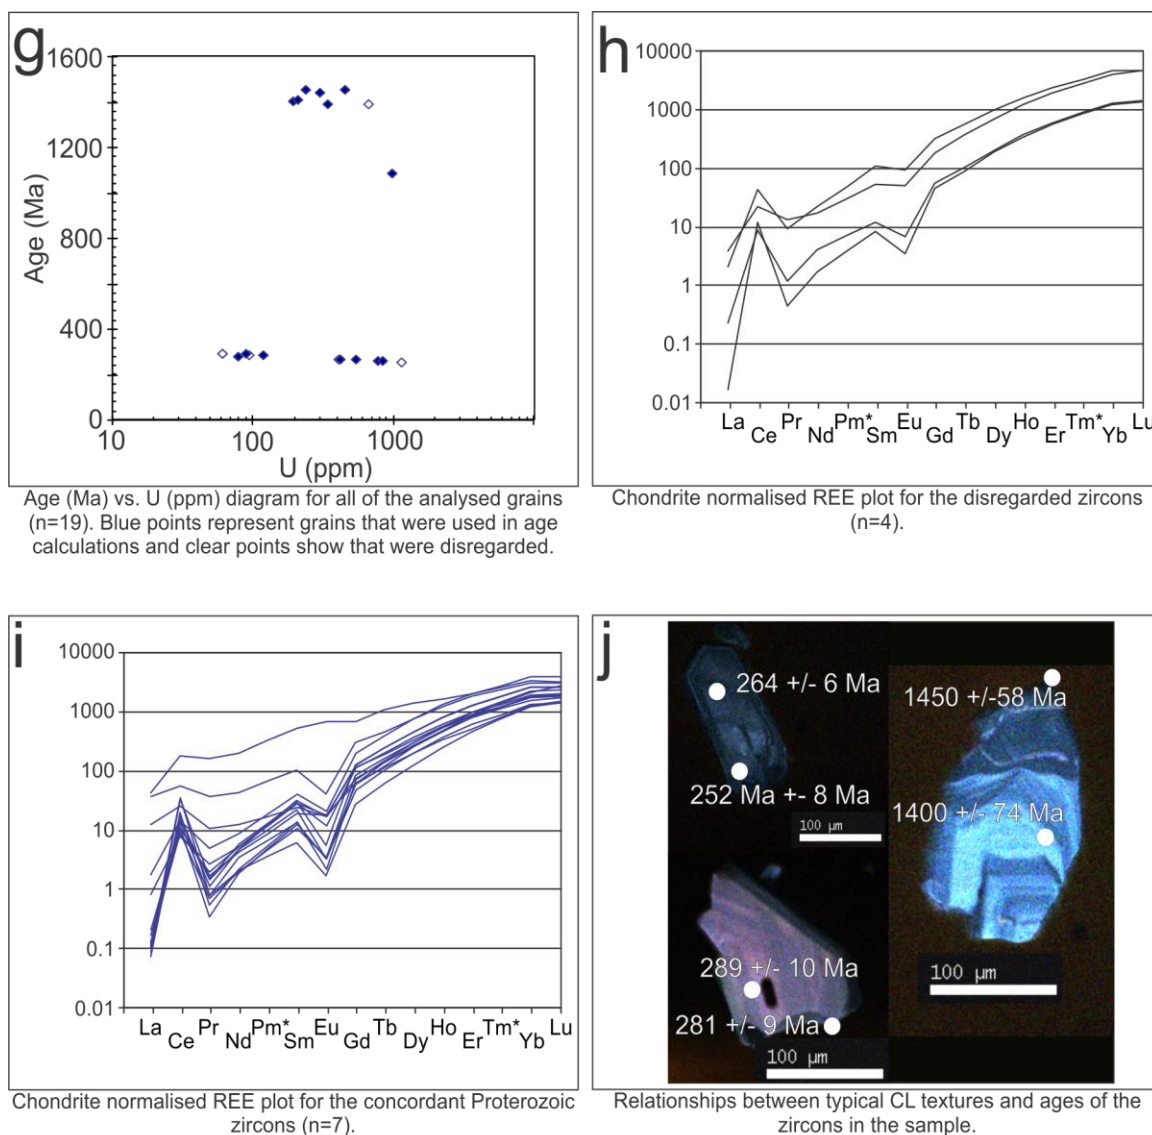 g
1600
1200
800
400
0
Age (Ma)
10 100 1000
U (ppm)
Age (Ma) vs. U (ppm) diagram for all of the analysed grains
(n=19). Blue points represent grains that were used in age
calculations and clear points show that were disregarded.
h
10000
1000
100
10
1
0.1
0.01
La Ce Pr Nd Pm* Sm Eu Gd Tb Dy Ho Er Tm* Yb Lu
Chondrite normalised REE plot for the disregarded zircons
(n=4).
i
10000
1000
100
10
1
0.1
0.01
La Ce Pr Nd Pm* Sm Eu Gd Tb Dy Ho Er Tm* Yb Lu
Chondrite normalised REE plot for the concordant Proterozoic
zircons (n=7).
j
264 +/- 6 Ma
252 Ma +- 8 Ma
100 µm
1450 +/-58 Ma
1400 +/- 74 Ma
100 µm
289 +/- 10 Ma
281 +/- 9 Ma
100 µm
Relationships between typical CL textures and ages of the
zircons in the sample.